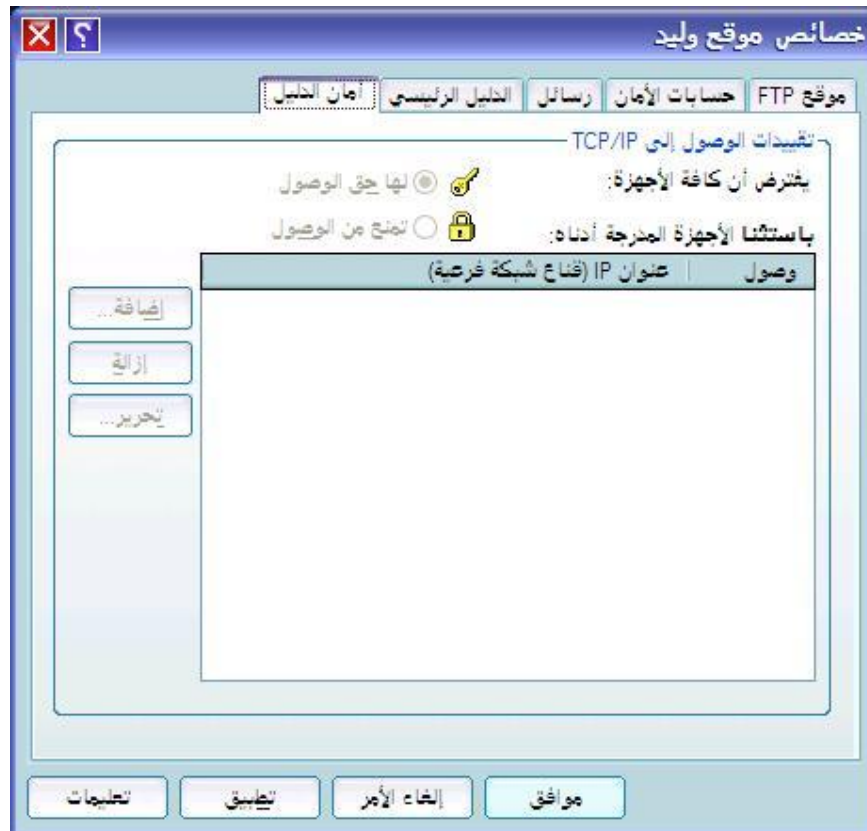 خصائص موقع وليد
موقع FTP حسابات الأمان رسائل الدليل الرئيسي أمان الدليل
تقييدات الوصول إلى TCP/IP
يفترض أن كافة الأجهزة: لها حق الوصول
تمنع من الوصول
باستثنا الأجهزة المدرجة أدناه:
وصول عنوان IP (قناع شبكة فرعية)
إضافة...
إزالة
تحرير...
موافق إلغاء الأمر تطبيق تعليمات